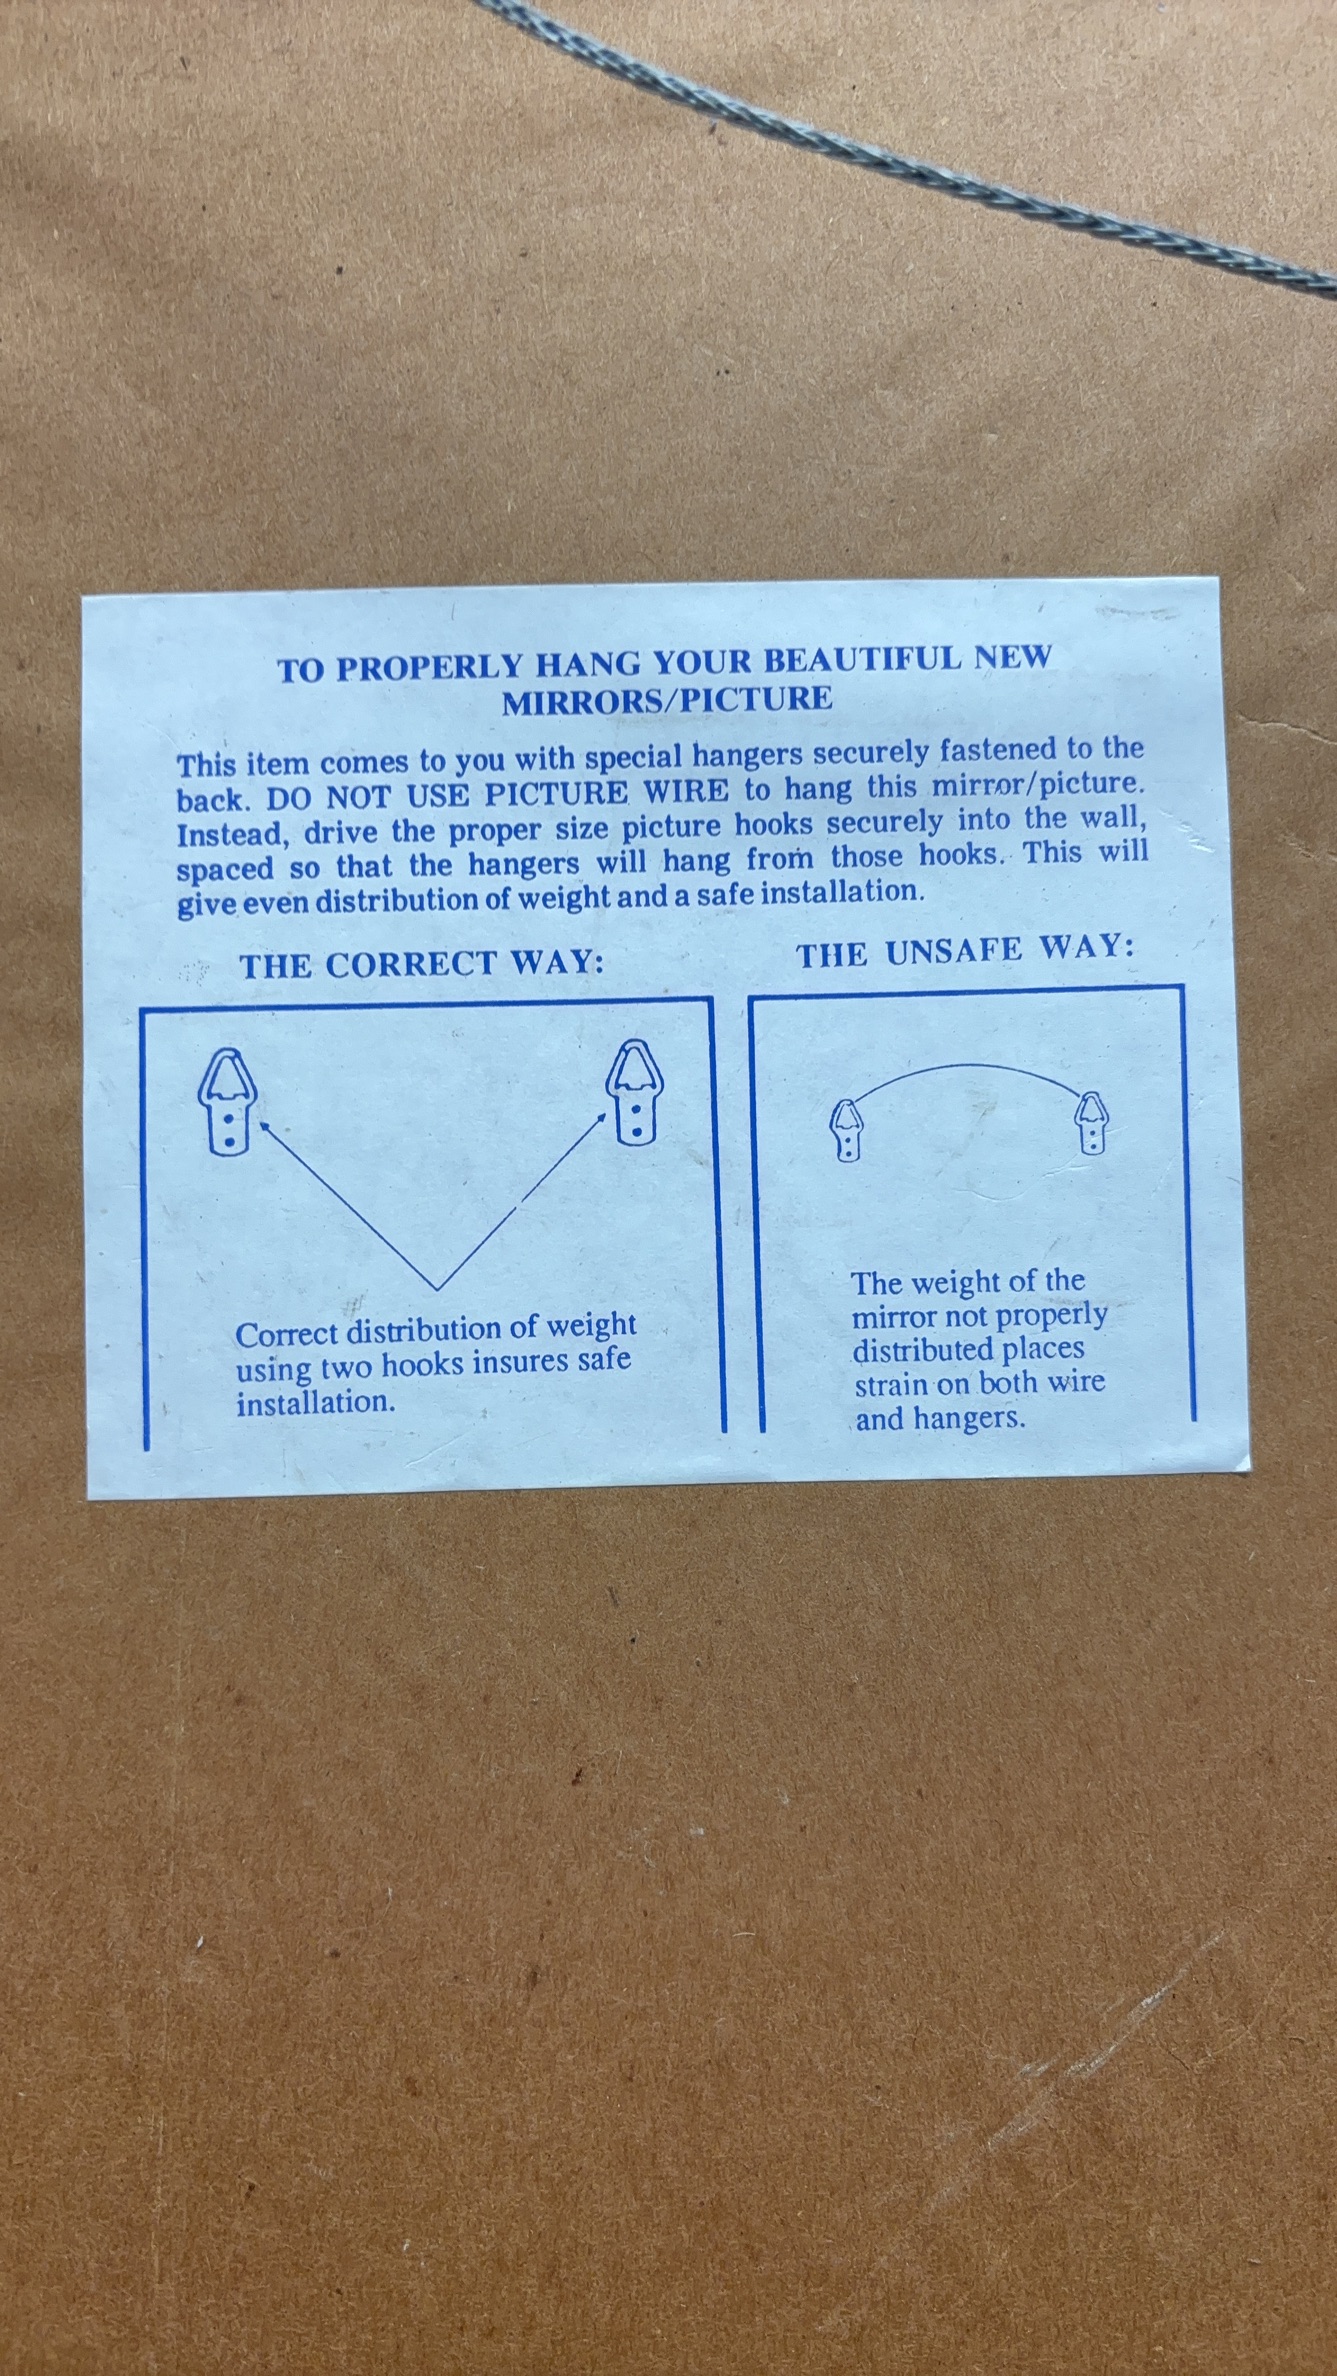 TO PROPERLY HANG YOUR BEAUTIFUL NEW
MIRRORS/PICTURE
This item comes to you with special hangers securely fastened to the
back. DO NOT USE PICTURE WIRE to hang this mirror/picture.
Instead, drive the proper size picture hooks securely into the wall,
spaced so that the hangers will hang from those hooks. This will
give even distribution of weight and a safe installation.
THE CORRECT WAY:
Correct distribution of weight
using two hooks insures safe
installation.
THE UNSAFE WAY:
The weight of the
mirror not properly
distributed places
strain on both wire
and hangers.